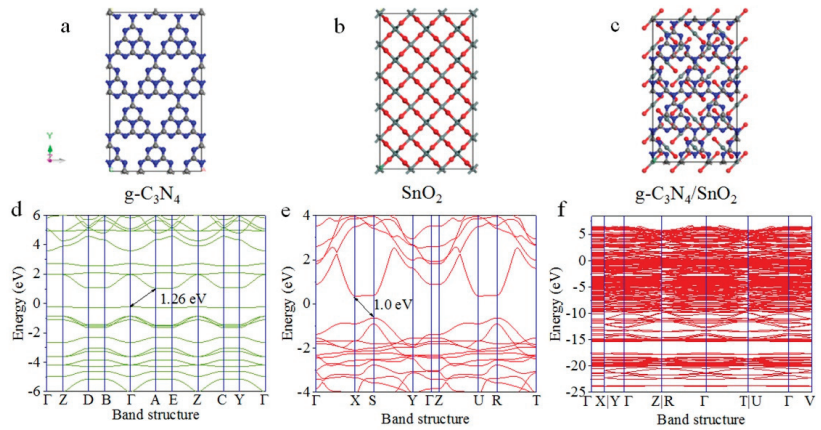 a
b
c
Y
Z
g-C₃N₄
SnO₂
g-C₃N₄/SnO₂
d
6
4
2
0
-2
-4
-6
Energy (eV)
1.26 eV
Γ Z D B Γ A E Z C Y Γ
Band structure
e
4
2
0
-2
-4
Energy (eV)
1.0 eV
Γ X S Y Γ Z U R T
Band structure
f
5
0
-5
-10
-15
-20
-25
Energy (eV)
Γ X|Y Γ Z|R Γ T|U Γ V
Band structure